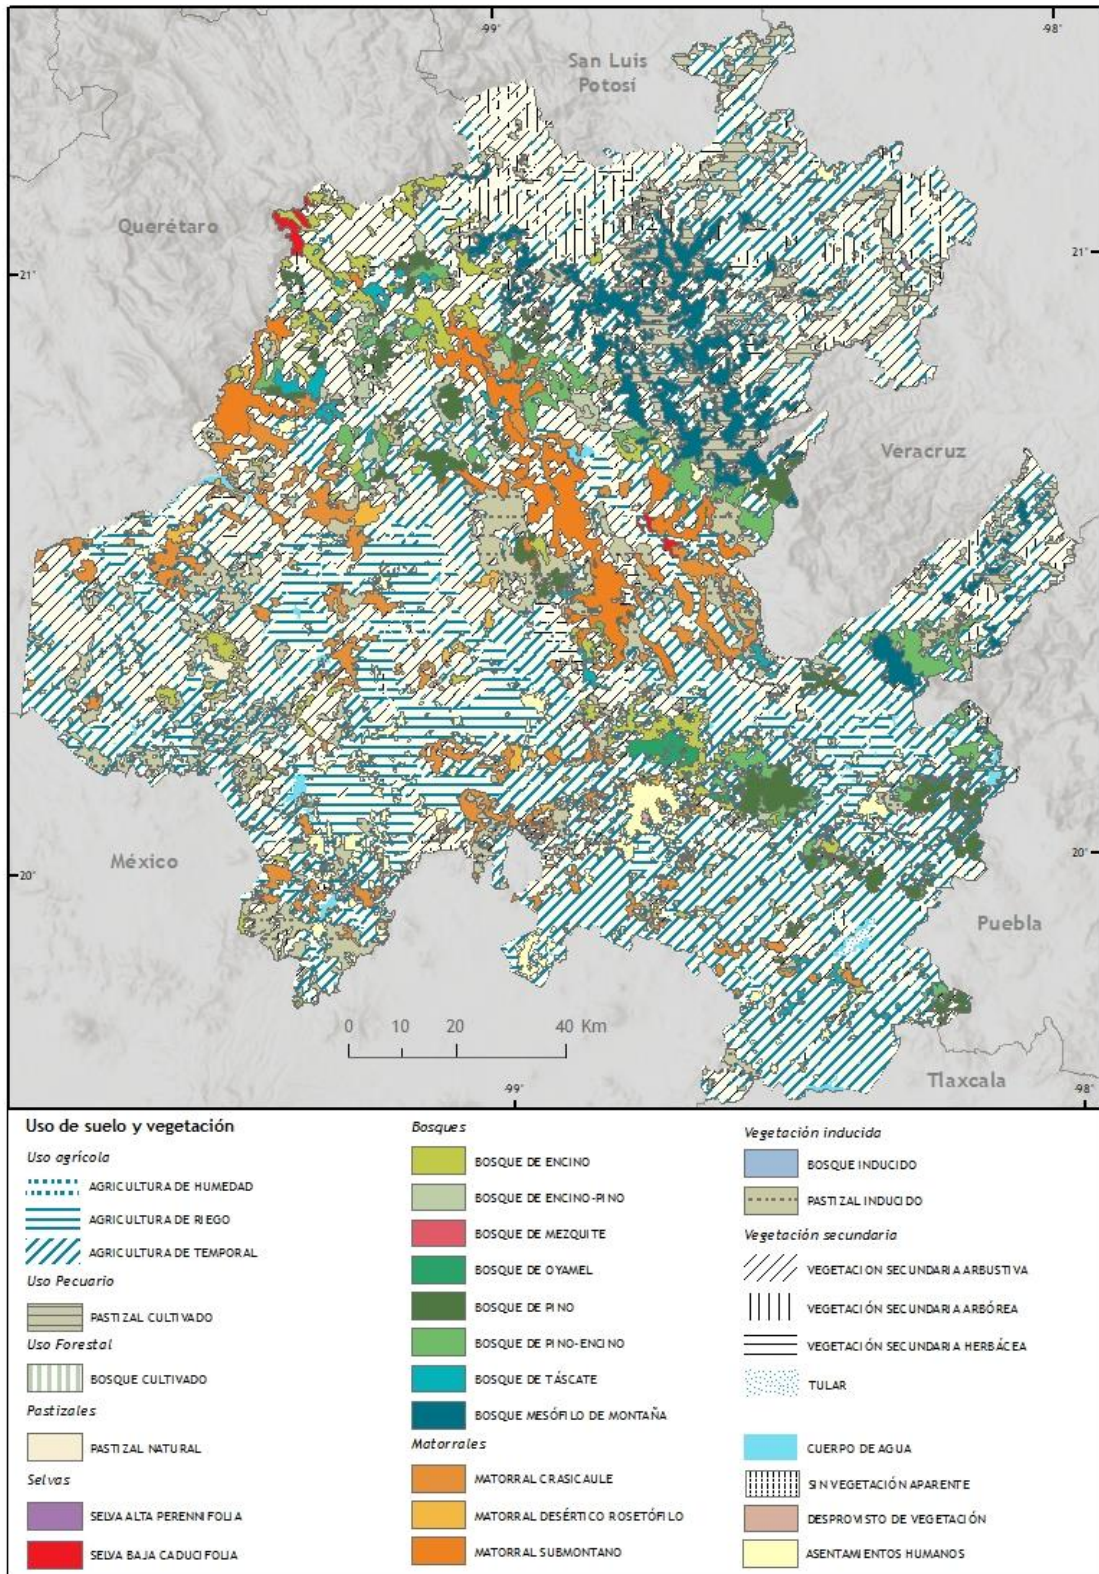 -99°
-98°
San Luis
Potosí
Querétaro
21°
21°
Veracruz
México
20°
20°
Puebla
0 10 20 40 Km
Tlaxcala
-99°
-98°
Uso de suelo y vegetación
Uso agrícola
AGRICULTURA DE HUMEDAD
AGRICULTURA DE RIEGO
AGRICULTURA DE TEMPORAL
Uso Pecuario
PASTIZAL CULTIVADO
Uso Forestal
BOSQUE CULTIVADO
Pastizales
PASTIZAL NATURAL
Selvas
SELVA ALTA PERENNIFOLIA
SELVA BAJA CADUCIFOLIA
Bosques
BOSQUE DE ENCINO
BOSQUE DE ENCINO-PINO
BOSQUE DE MEZQUITE
BOSQUE DE OYAMEL
BOSQUE DE PINO
BOSQUE DE PINO-ENCINO
BOSQUE DE TÁSCATE
BOSQUE MESÓFILO DE MONTAÑA
Matorrales
MATORRAL CRASICAULE
MATORRAL DESÉRTICO ROSETÓFILO
MATORRAL SUBMONTANO
Vegetación inducida
BOSQUE INDUCIDO
PASTIZAL INDUCIDO
Vegetación secundaria
VEGETACION SECUNDARIA ARBUSTIVA
VEGETACIÓN SECUNDARIA ARBÓREA
VEGETACIÓN SECUNDARIA HERBÁCEA
TULAR
CUERPO DE AGUA
SIN VEGETACIÓN APARENTE
DESPROVISTO DE VEGETACIÓN
ASENTAMIENTOS HUMANOS